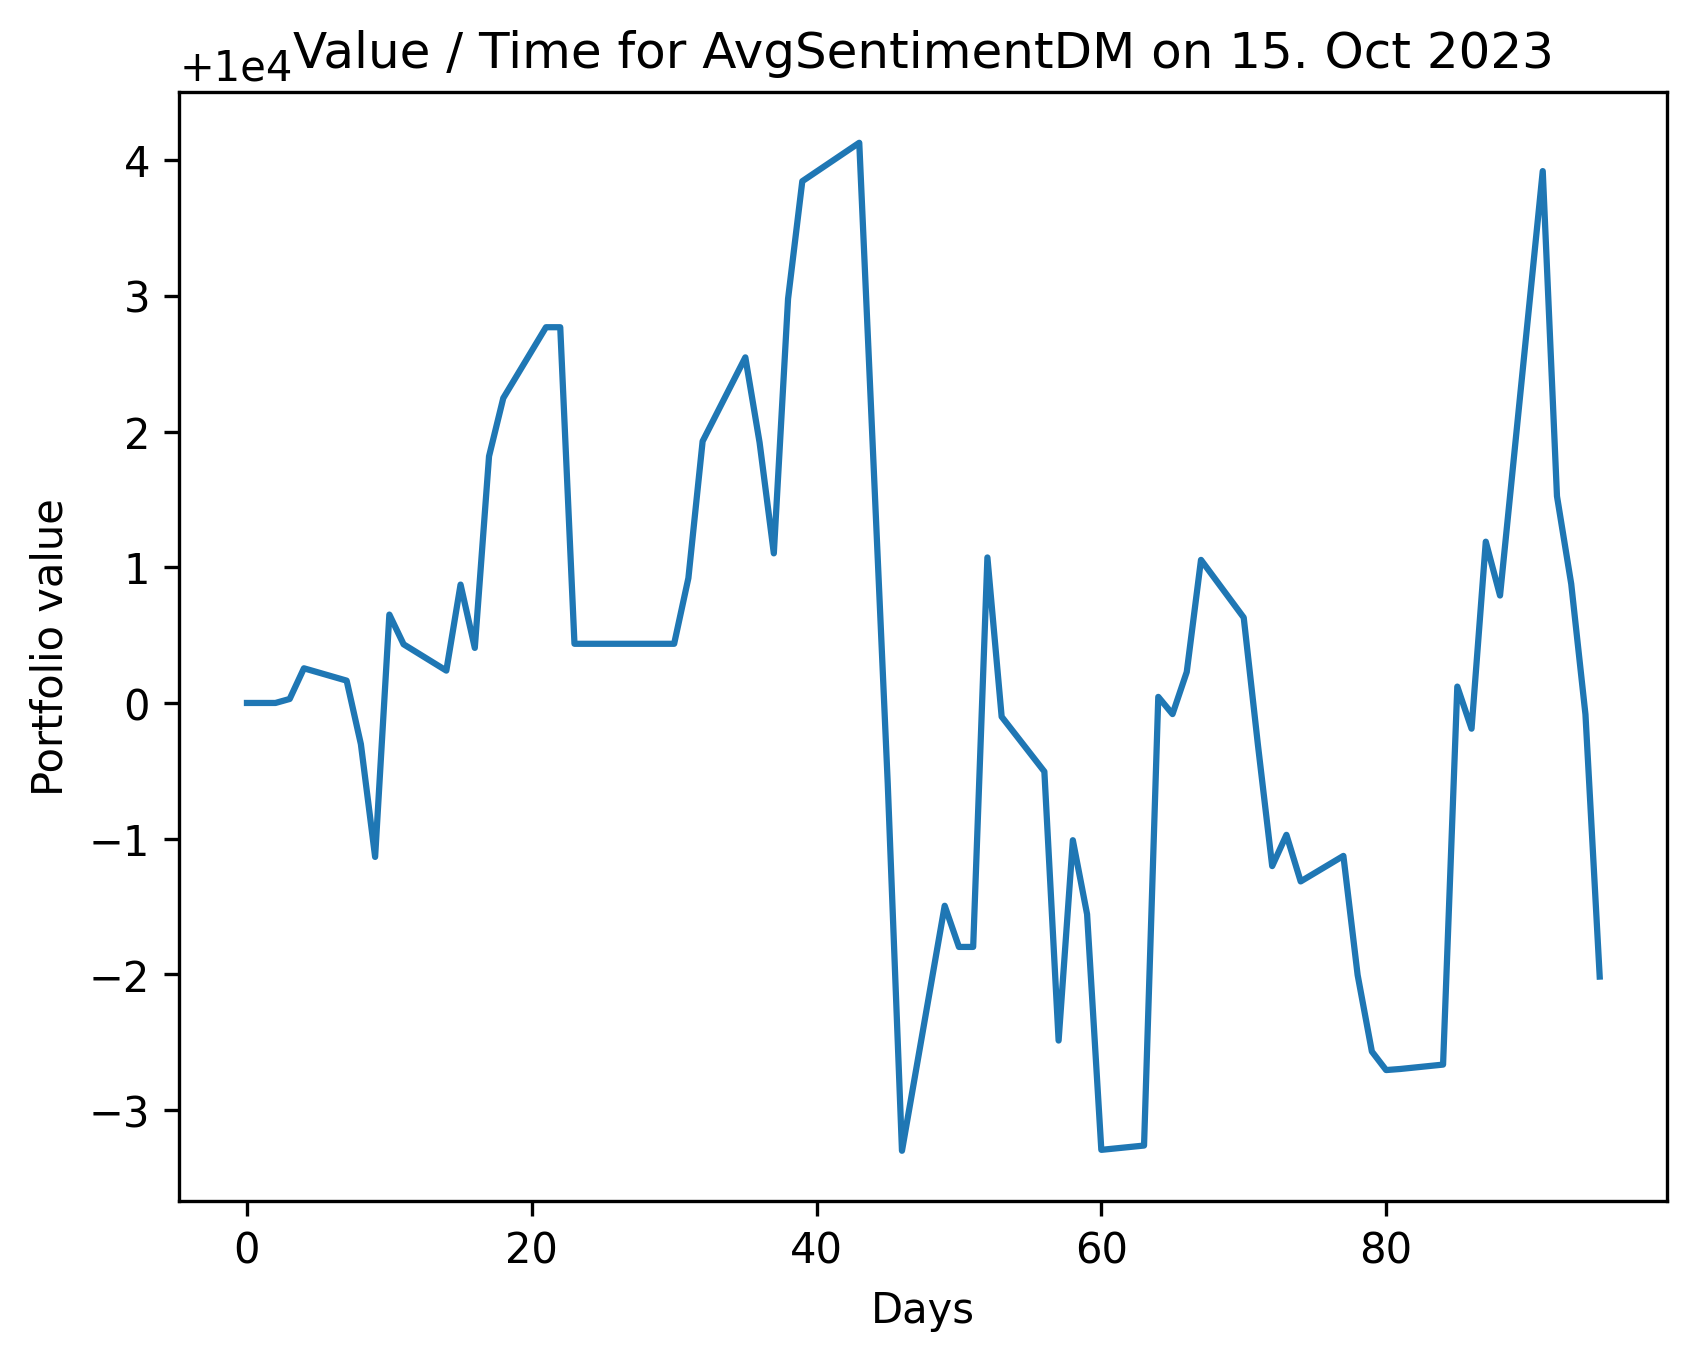 Value / Time for AvgSentimentDM on 15. Oct 2023
+1e4
4
3
2
1
0
−1
−2
−3
Portfolio value
0 20 40 60 80
Days